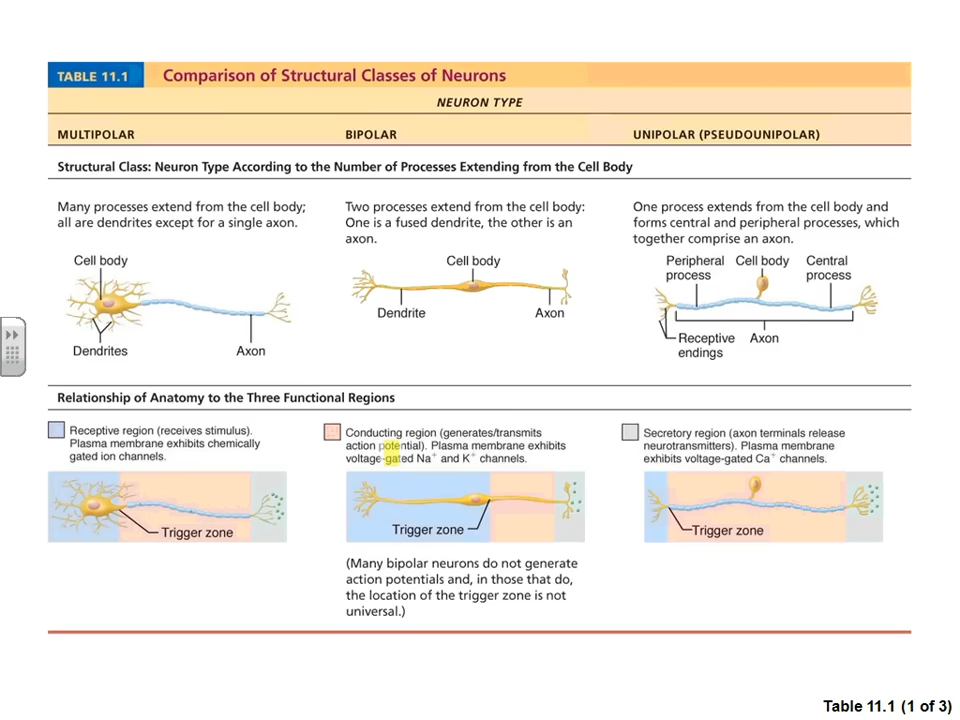 TABLE 11.1 Comparison of Structural Classes of Neurons
NEURON TYPE
MULTIPOLAR BIPOLAR UNIPOLAR (PSEUDOUNIPOLAR)
Structural Class: Neuron Type According to the Number of Processes Extending from the Cell Body
Many processes extend from the cell body;
all are dendrites except for a single axon.
Cell body
Dendrites
Axon
Two processes extend from the cell body:
One is a fused dendrite, the other is an
axon.
Cell body
Dendrite
Axon
One process extends from the cell body and
forms central and peripheral processes, which
together comprise an axon.
Peripheral
process
Cell body
Central
process
Receptive
endings
Axon
Relationship of Anatomy to the Three Functional Regions
Receptive region (receives stimulus).
Plasma membrane exhibits chemically
gated ion channels.
Trigger zone
Conducting region (generates/transmits
action potential). Plasma membrane exhibits
voltage-gated Na⁺ and K⁺ channels.
Trigger zone
(Many bipolar neurons do not generate
action potentials and, in those that do,
the location of the trigger zone is not
universal.)
Secretory region (axon terminals release
neurotransmitters). Plasma membrane
exhibits voltage-gated Ca⁺ channels.
Trigger zone
Table 11.1 (1 of 3)